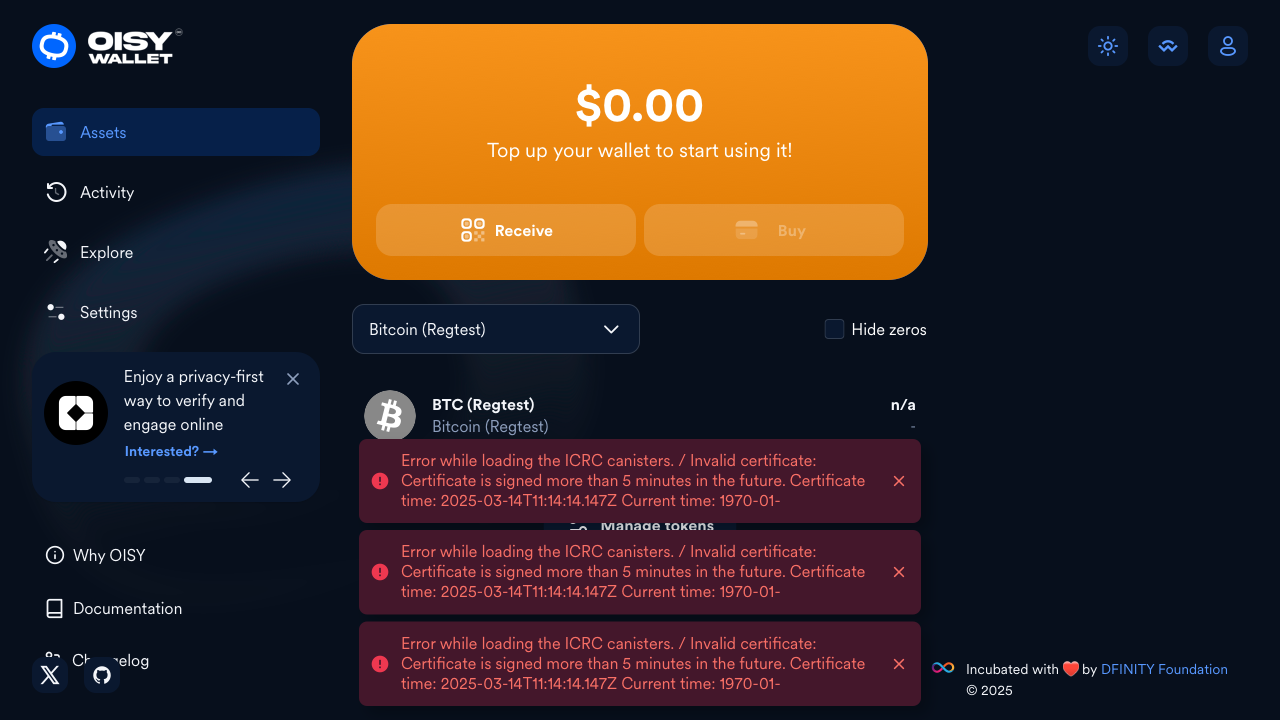 OISY
WALLET
Assets
Activity
Explore
Settings
Enjoy a privacy-first
way to verify and
engage online
Interested? →
Why OISY
Documentation
Changelog
$0.00
Top up your wallet to start using it!
Receive
Buy
Bitcoin (Regtest)
Hide zeros
BTC (Regtest)
n/a
Bitcoin (Regtest)
-
Error while loading the ICRC canisters. / Invalid certificate:
Certificate is signed more than 5 minutes in the future. Certificate
time: 2025-03-14T11:14:14.147Z Current time: 1970-01-
Manage tokens
Error while loading the ICRC canisters. / Invalid certificate:
Certificate is signed more than 5 minutes in the future. Certificate
time: 2025-03-14T11:14:14.147Z Current time: 1970-01-
Error while loading the ICRC canisters. / Invalid certificate:
Certificate is signed more than 5 minutes in the future. Certificate
time: 2025-03-14T11:14:14.147Z Current time: 1970-01-
Incubated with ❤️ by DFINITY Foundation
© 2025